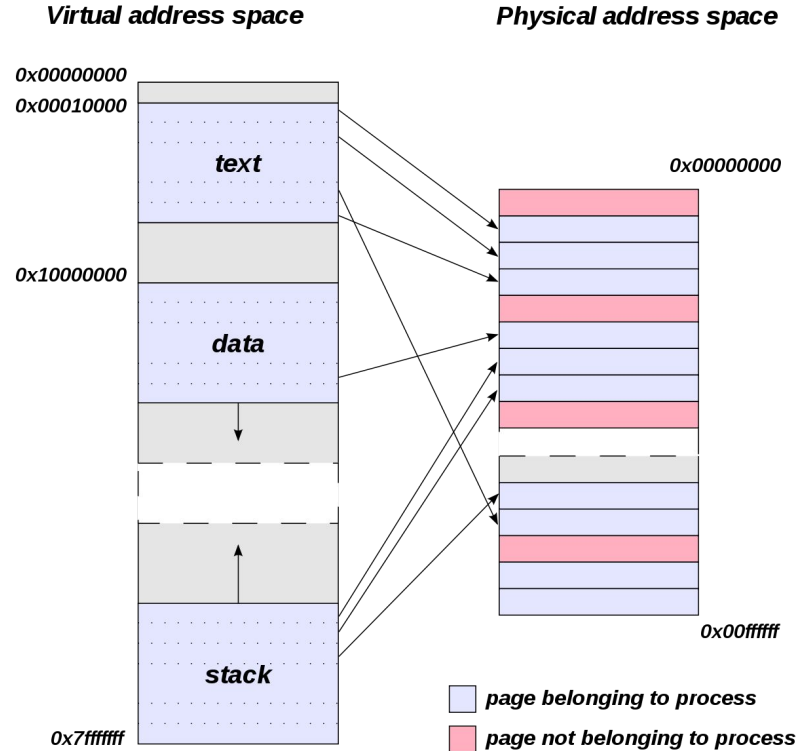 Virtual address space
Physical address space
0x00000000
0x00010000
text
0x00000000
0x10000000
data
stack
0x00ffffff
page belonging to process
0x7fffffff
page not belonging to process